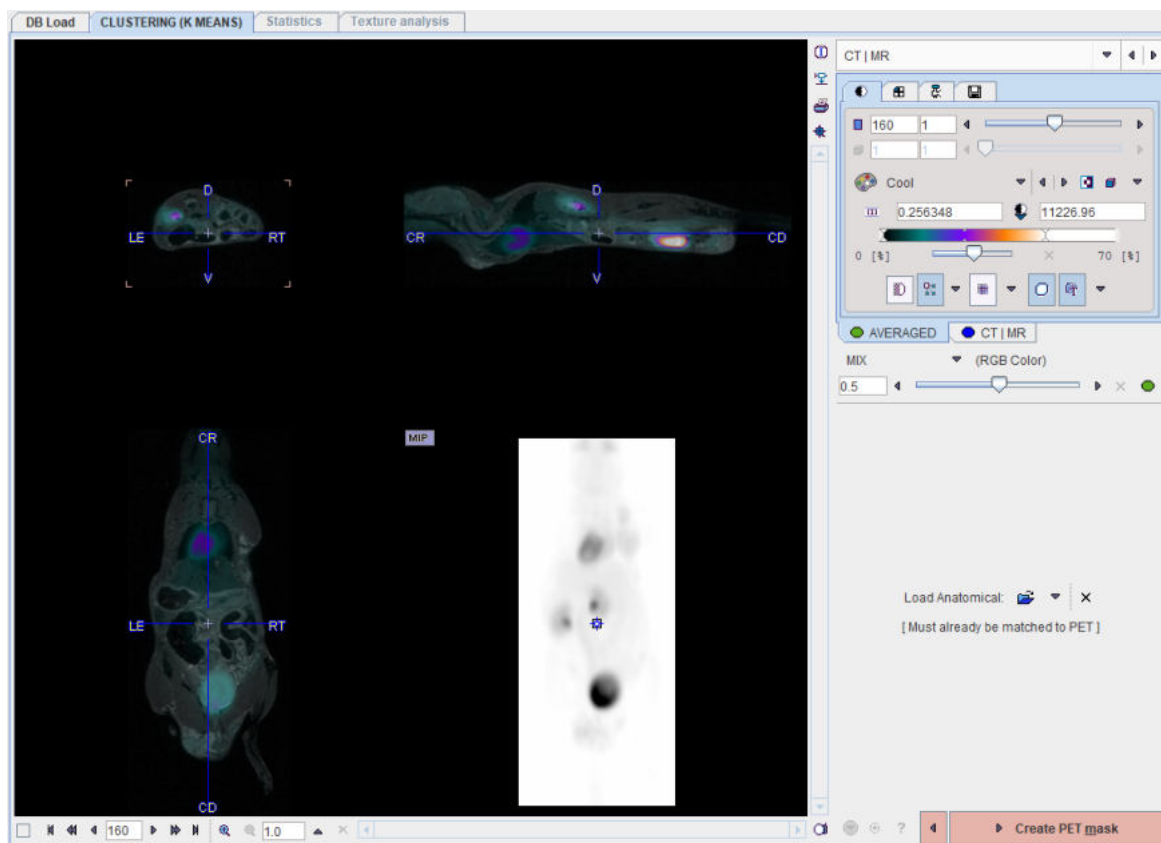 DB Load CLUSTERING (K MEANS) Statistics Texture analysis
CT | MR
160 1
1 1
Cool
0.256348 11226.96
0 [%] 70 [%]
AVERAGED CT | MR
MIX (RGB Color)
0.5
D
LE RT
V
D
CR CD
V
CR
LE RT
CD
MIP
Load Anatomical:
[ Must already be matched to PET ]
160 1.0
? Create PET mask